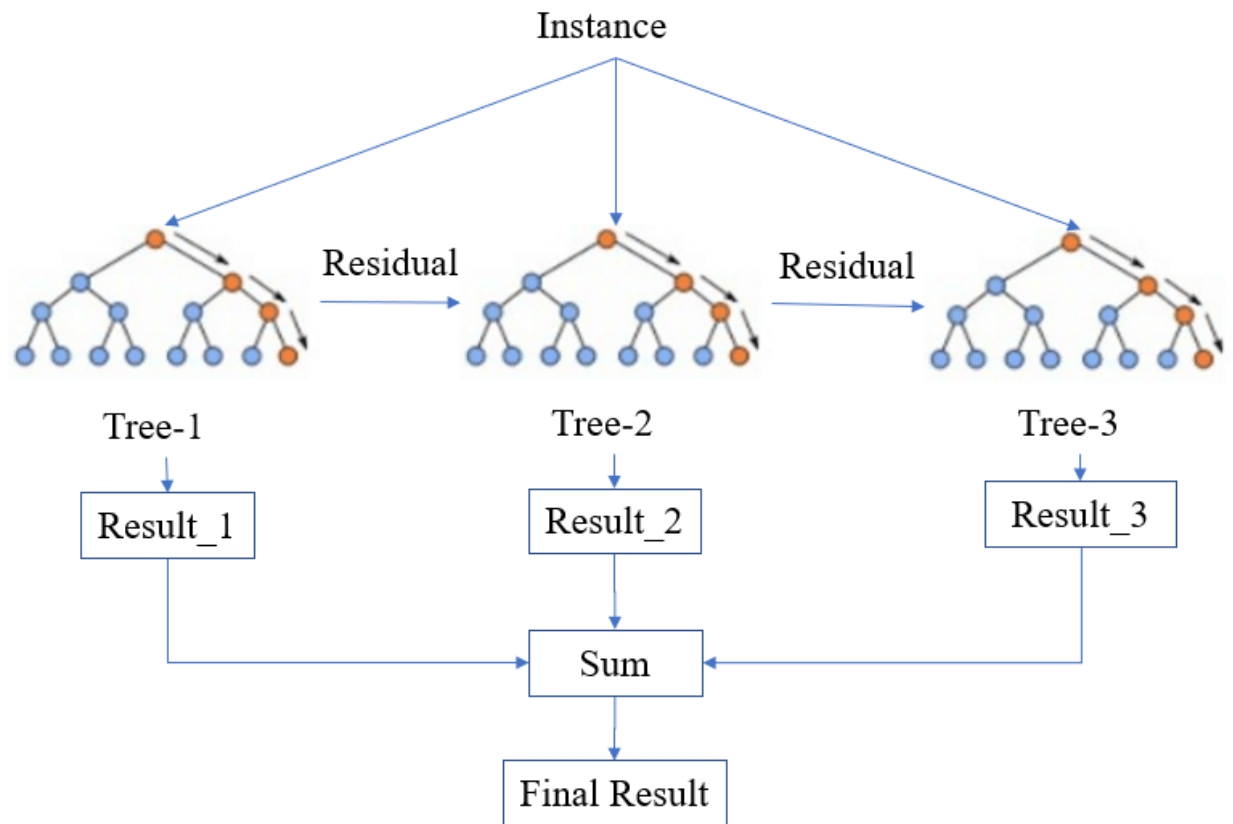 Instance
Residual
Residual
Tree-1
Tree-2
Tree-3
Result_1
Result_2
Result_3
Sum
Final Result